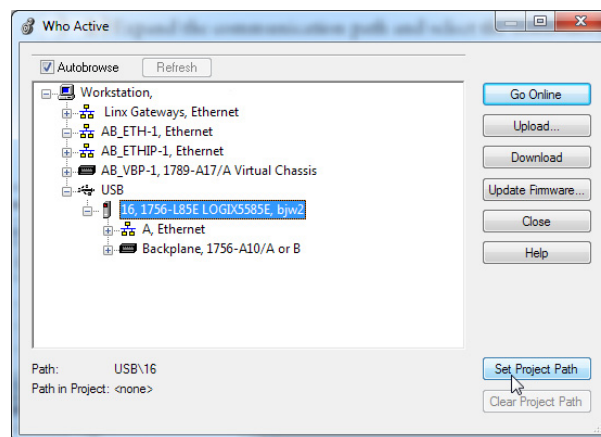 Who Active
Autobrowse
Refresh
Workstation,
Linx Gateways, Ethernet
AB_ETH-1, Ethernet
AB_ETHIP-1, Ethernet
AB_VBP-1, 1789-A17/A Virtual Chassis
USB
16, 1756-L85E LOGIX5585E, bjw2
A, Ethernet
Backplane, 1756-A10/A or B
Go Online
Upload...
Download
Update Firmware...
Close
Help
Path: USB\16
Path in Project: <none>
Set Project Path
Clear Project Path